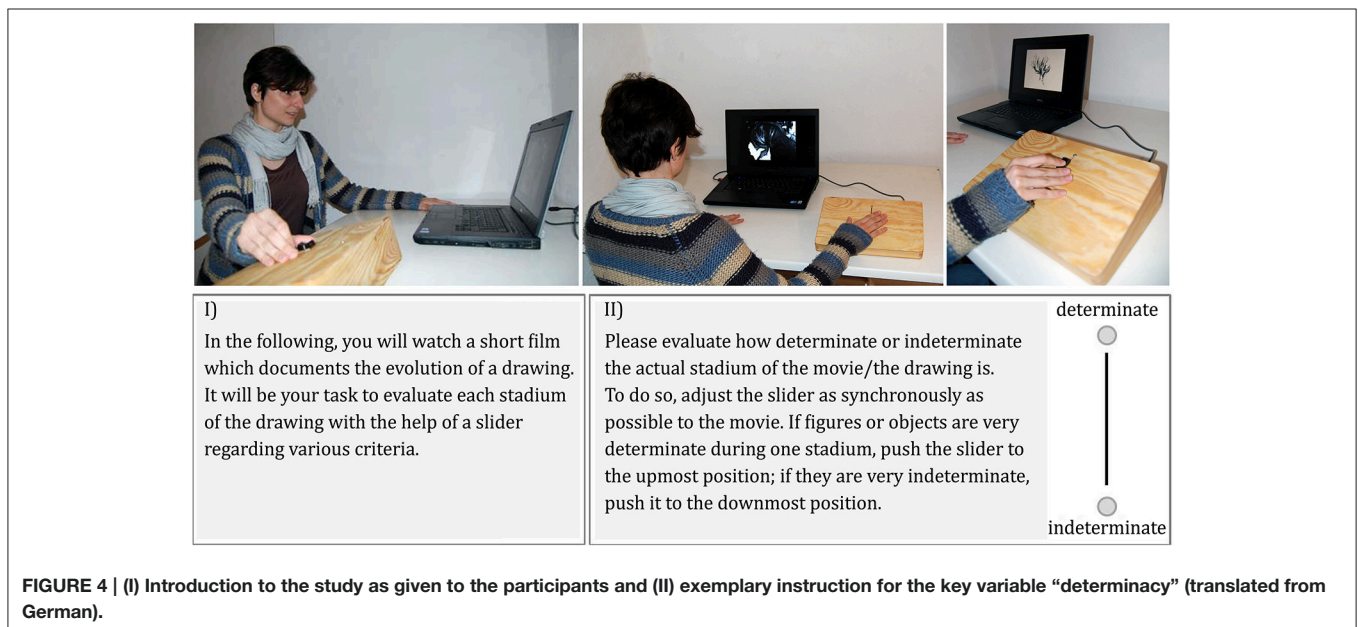 I)
In the following, you will watch a short film
which documents the evolution of a drawing.
It will be your task to evaluate each stadium
of the drawing with the help of a slider
regarding various criteria.
II)
Please evaluate how determinate or indeterminate
the actual stadium of the movie/the drawing is.
To do so, adjust the slider as synchronously as
possible to the movie. If figures or objects are very
determinate during one stadium, push the slider to
the upmost position; if they are very indeterminate,
push it to the downmost position.
determinate
indeterminate
FIGURE 4 | (I) Introduction to the study as given to the participants and (II) exemplary instruction for the key variable “determinacy” (translated from
German).